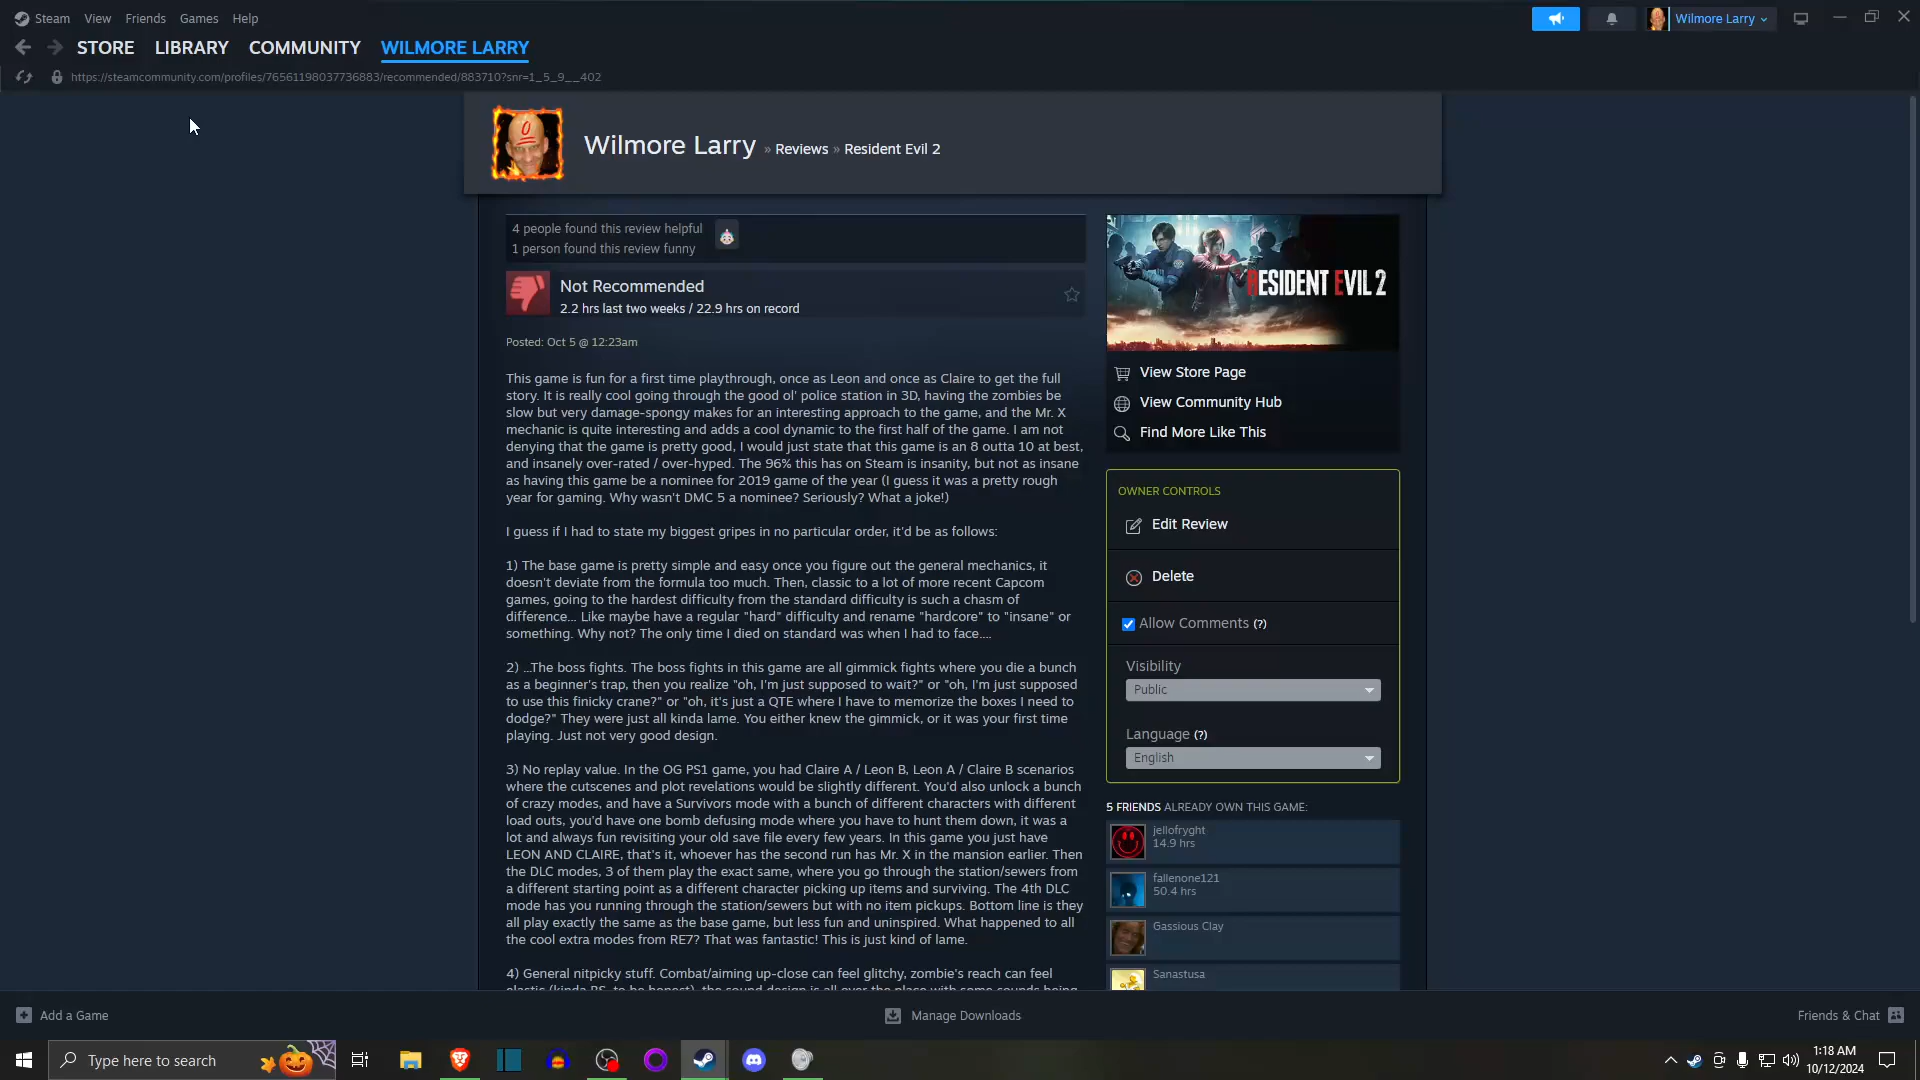 Steam View Friends Games Help
Wilmore Larry
STORE LIBRARY COMMUNITY WILMORE LARRY
https://steamcommunity.com/profiles/76561198037736883/recommended/883710?snr=1_5_9__402
Wilmore Larry » Reviews » Resident Evil 2
4 people found this review helpful
1 person found this review funny
Not Recommended
2.2 hrs last two weeks / 22.9 hrs on record
Posted: Oct 5 @ 12:23am
This game is fun for a first time playthrough, once as Leon and once as Claire to get the full
story. It is really cool going through the good ol' police station in 3D, having the zombies be
slow but very damage-spongy makes for an interesting approach to the game, and the Mr. X
mechanic is quite interesting and adds a cool dynamic to the first half of the game. I am not
denying that the game is pretty good, I would just state that this game is an 8 outta 10 at best,
and insanely over-rated / over-hyped. The 96% this has on Steam is insanity, but not as insane
as having this game be a nominee for 2019 game of the year (I guess it was a pretty rough
year for gaming. Why wasn't DMC 5 a nominee? Seriously? What a joke!)
I guess if I had to state my biggest gripes in no particular order, it'd be as follows:
1) The base game is pretty simple and easy once you figure out the general mechanics, it
doesn't deviate from the formula too much. Then, classic to a lot of more recent Capcom
games, going to the hardest difficulty from the standard difficulty is such a chasm of
difference... Like maybe have a regular "hard" difficulty and rename "hardcore" to "insane" or
something. Why not? The only time I died on standard was when I had to face....
2) ...The boss fights. The boss fights in this game are all gimmick fights where you die a bunch
as a beginner's trap, then you realize "oh, I'm just supposed to wait?" or "oh, I'm just supposed
to use this finicky crane?" or "oh, it's just a QTE where I have to memorize the boxes I need to
dodge?" They were just all kinda lame. You either knew the gimmick, or it was your first time
playing. Just not very good design.
3) No replay value. In the OG PS1 game, you had Claire A / Leon B, Leon A / Claire B scenarios
where the cutscenes and plot revelations would be slightly different. You'd also unlock a bunch
of crazy modes, and have a Survivors mode with a bunch of different characters with different
load outs, you'd have one bomb defusing mode where you have to hunt them down, it was a
lot and always fun revisiting your old save file every few years. In this game you just have
LEON AND CLAIRE, that's it, whoever has the second run has Mr. X in the mansion earlier. Then
the DLC modes, 3 of them play the exact same, where you go through the station/sewers from
a different starting point as a different character picking up items and surviving. The 4th DLC
mode has you running through the station/sewers but with no item pickups. Bottom line is they
all play exactly the same as the base game, but less fun and uninspired. What happened to all
the cool extra modes from RE7? That was fantastic! This is just kind of lame.
4) General nitpicky stuff. Combat/aiming up-close can feel glitchy, zombie's reach can feel
elastic (kinda BS, to be honest), the sound design is all over the place with some sounds being
RESIDENT EVIL 2
View Store Page
View Community Hub
Find More Like This
OWNER CONTROLS
Edit Review
Delete
Allow Comments (?)
Visibility
Public
Language (?)
English
5 FRIENDS ALREADY OWN THIS GAME:
jellofryght
14.9 hrs
fallenone121
50.4 hrs
Gassious Clay
Sanastusa
Add a Game
Manage Downloads
Friends & Chat
Type here to search
1:18 AM
10/12/2024